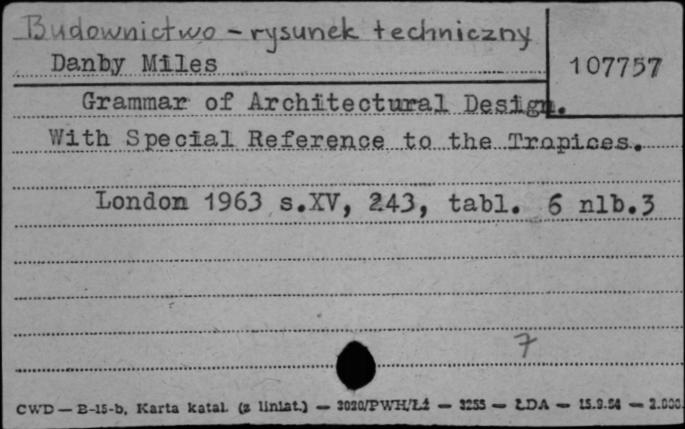 Budownictwo - rysunek techniczny
Danby Miles
107757
Grammar of Architectural Design.
With Special Reference to the Tropices.
London 1963 s.XV, 243, tabl. 6 nlb.3
7
CWD — B-15-b, Karta katal. (z liniat.) — 3020/PWH/Łź — 3255 — ŁDA — 15.9.54 — 2.000.